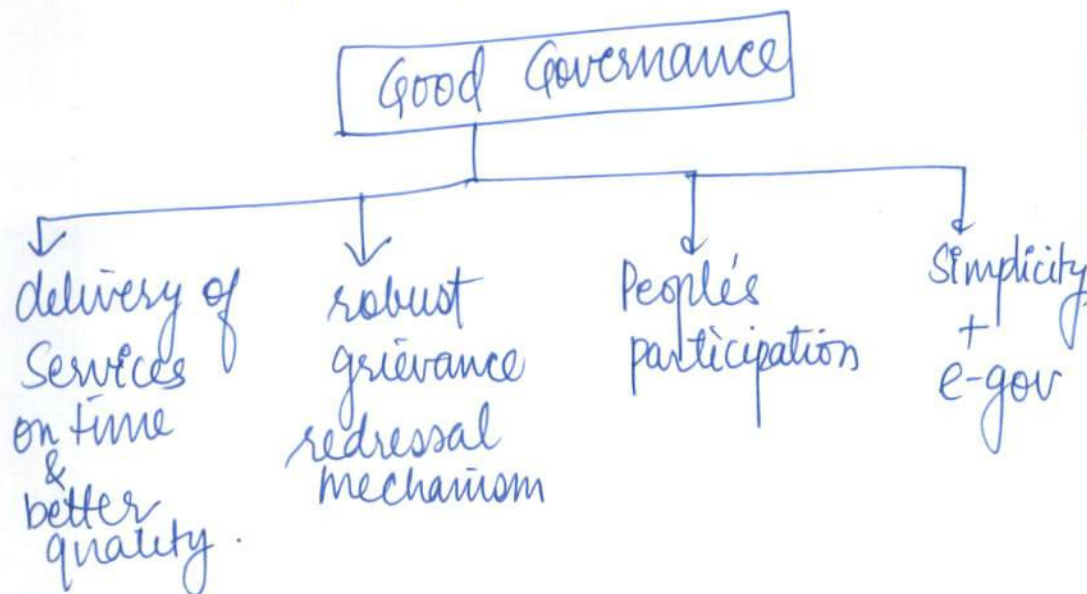 Good Governance
delivery of
Services
on time
&
better
quality.
robust
grievance
redressal
mechanism
People's
participation
Simplicity
+
e-gov